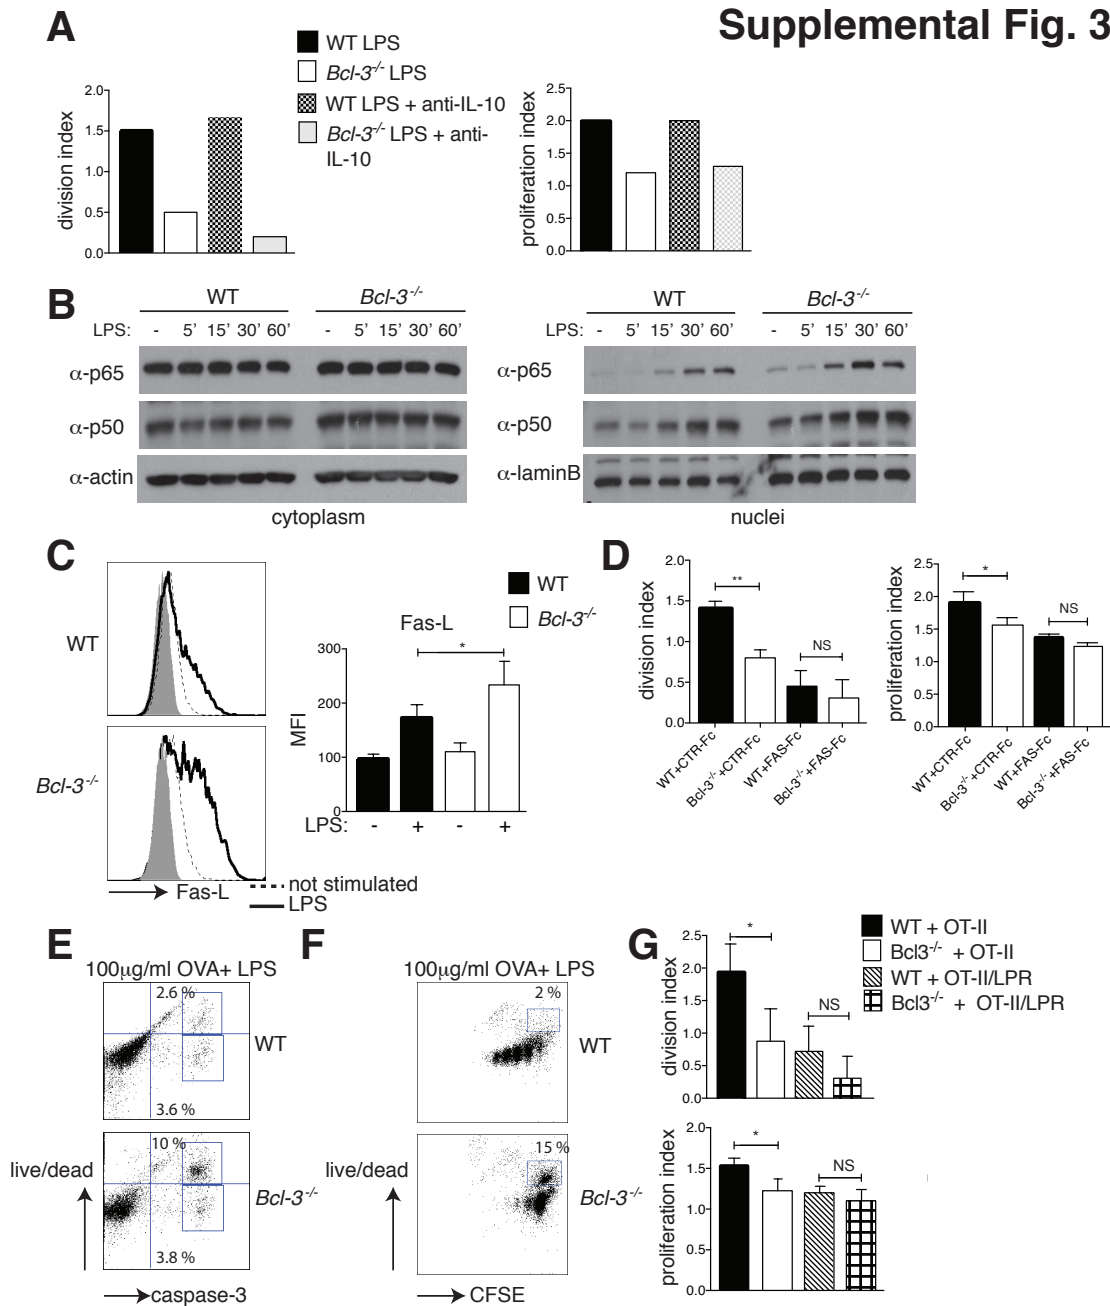 Supplemental Fig. 3
A
WT LPS
Bcl-3-/- LPS
WT LPS + anti-IL-10
Bcl-3-/- LPS + anti-
IL-10
division index
2.0
1.5
1.0
0.5
0.0
proliferation index
2.5
2.0
1.5
1.0
0.5
0.0
B
WT Bcl-3-/-
LPS: - 5' 15' 30' 60' - 5' 15' 30' 60'
α-p65
α-p50
α-actin
cytoplasm
WT Bcl-3-/-
LPS: - 5' 15' 30' 60' - 5' 15' 30' 60'
α-p65
α-p50
α-laminB
nuclei
C
WT
Bcl-3-/-
Fas-L
not stimulated
LPS
WT
Bcl-3-/-
Fas-L
MFI
300
200
100
0
*
LPS: - + - +
D
division index
2.0
1.5
1.0
0.5
0.0
**
NS
WT+CTR-Fc
Bcl-3-/-+CTR-Fc
WT+FAS-Fc
Bcl-3-/-+FAS-Fc
proliferation index
2.5
2.0
1.5
1.0
0.5
0.0
*
NS
WT+CTR-Fc
Bcl-3-/-+CTR-Fc
WT+FAS-Fc
Bcl-3-/-+FAS-Fc
E
100μg/ml OVA+ LPS
2.6 %
WT
3.6 %
10 %
live/dead
Bcl-3-/-
3.8 %
caspase-3
F
100μg/ml OVA+ LPS
2 %
WT
15 %
live/dead
Bcl-3-/-
CFSE
G
WT + OT-II
Bcl3-/- + OT-II
WT + OT-II/LPR
Bcl3-/- + OT-II/LPR
division index
2.5
2.0
1.5
1.0
0.5
0.0
*
NS
proliferation index
2.0
1.5
1.0
0.5
0.0
*
NS